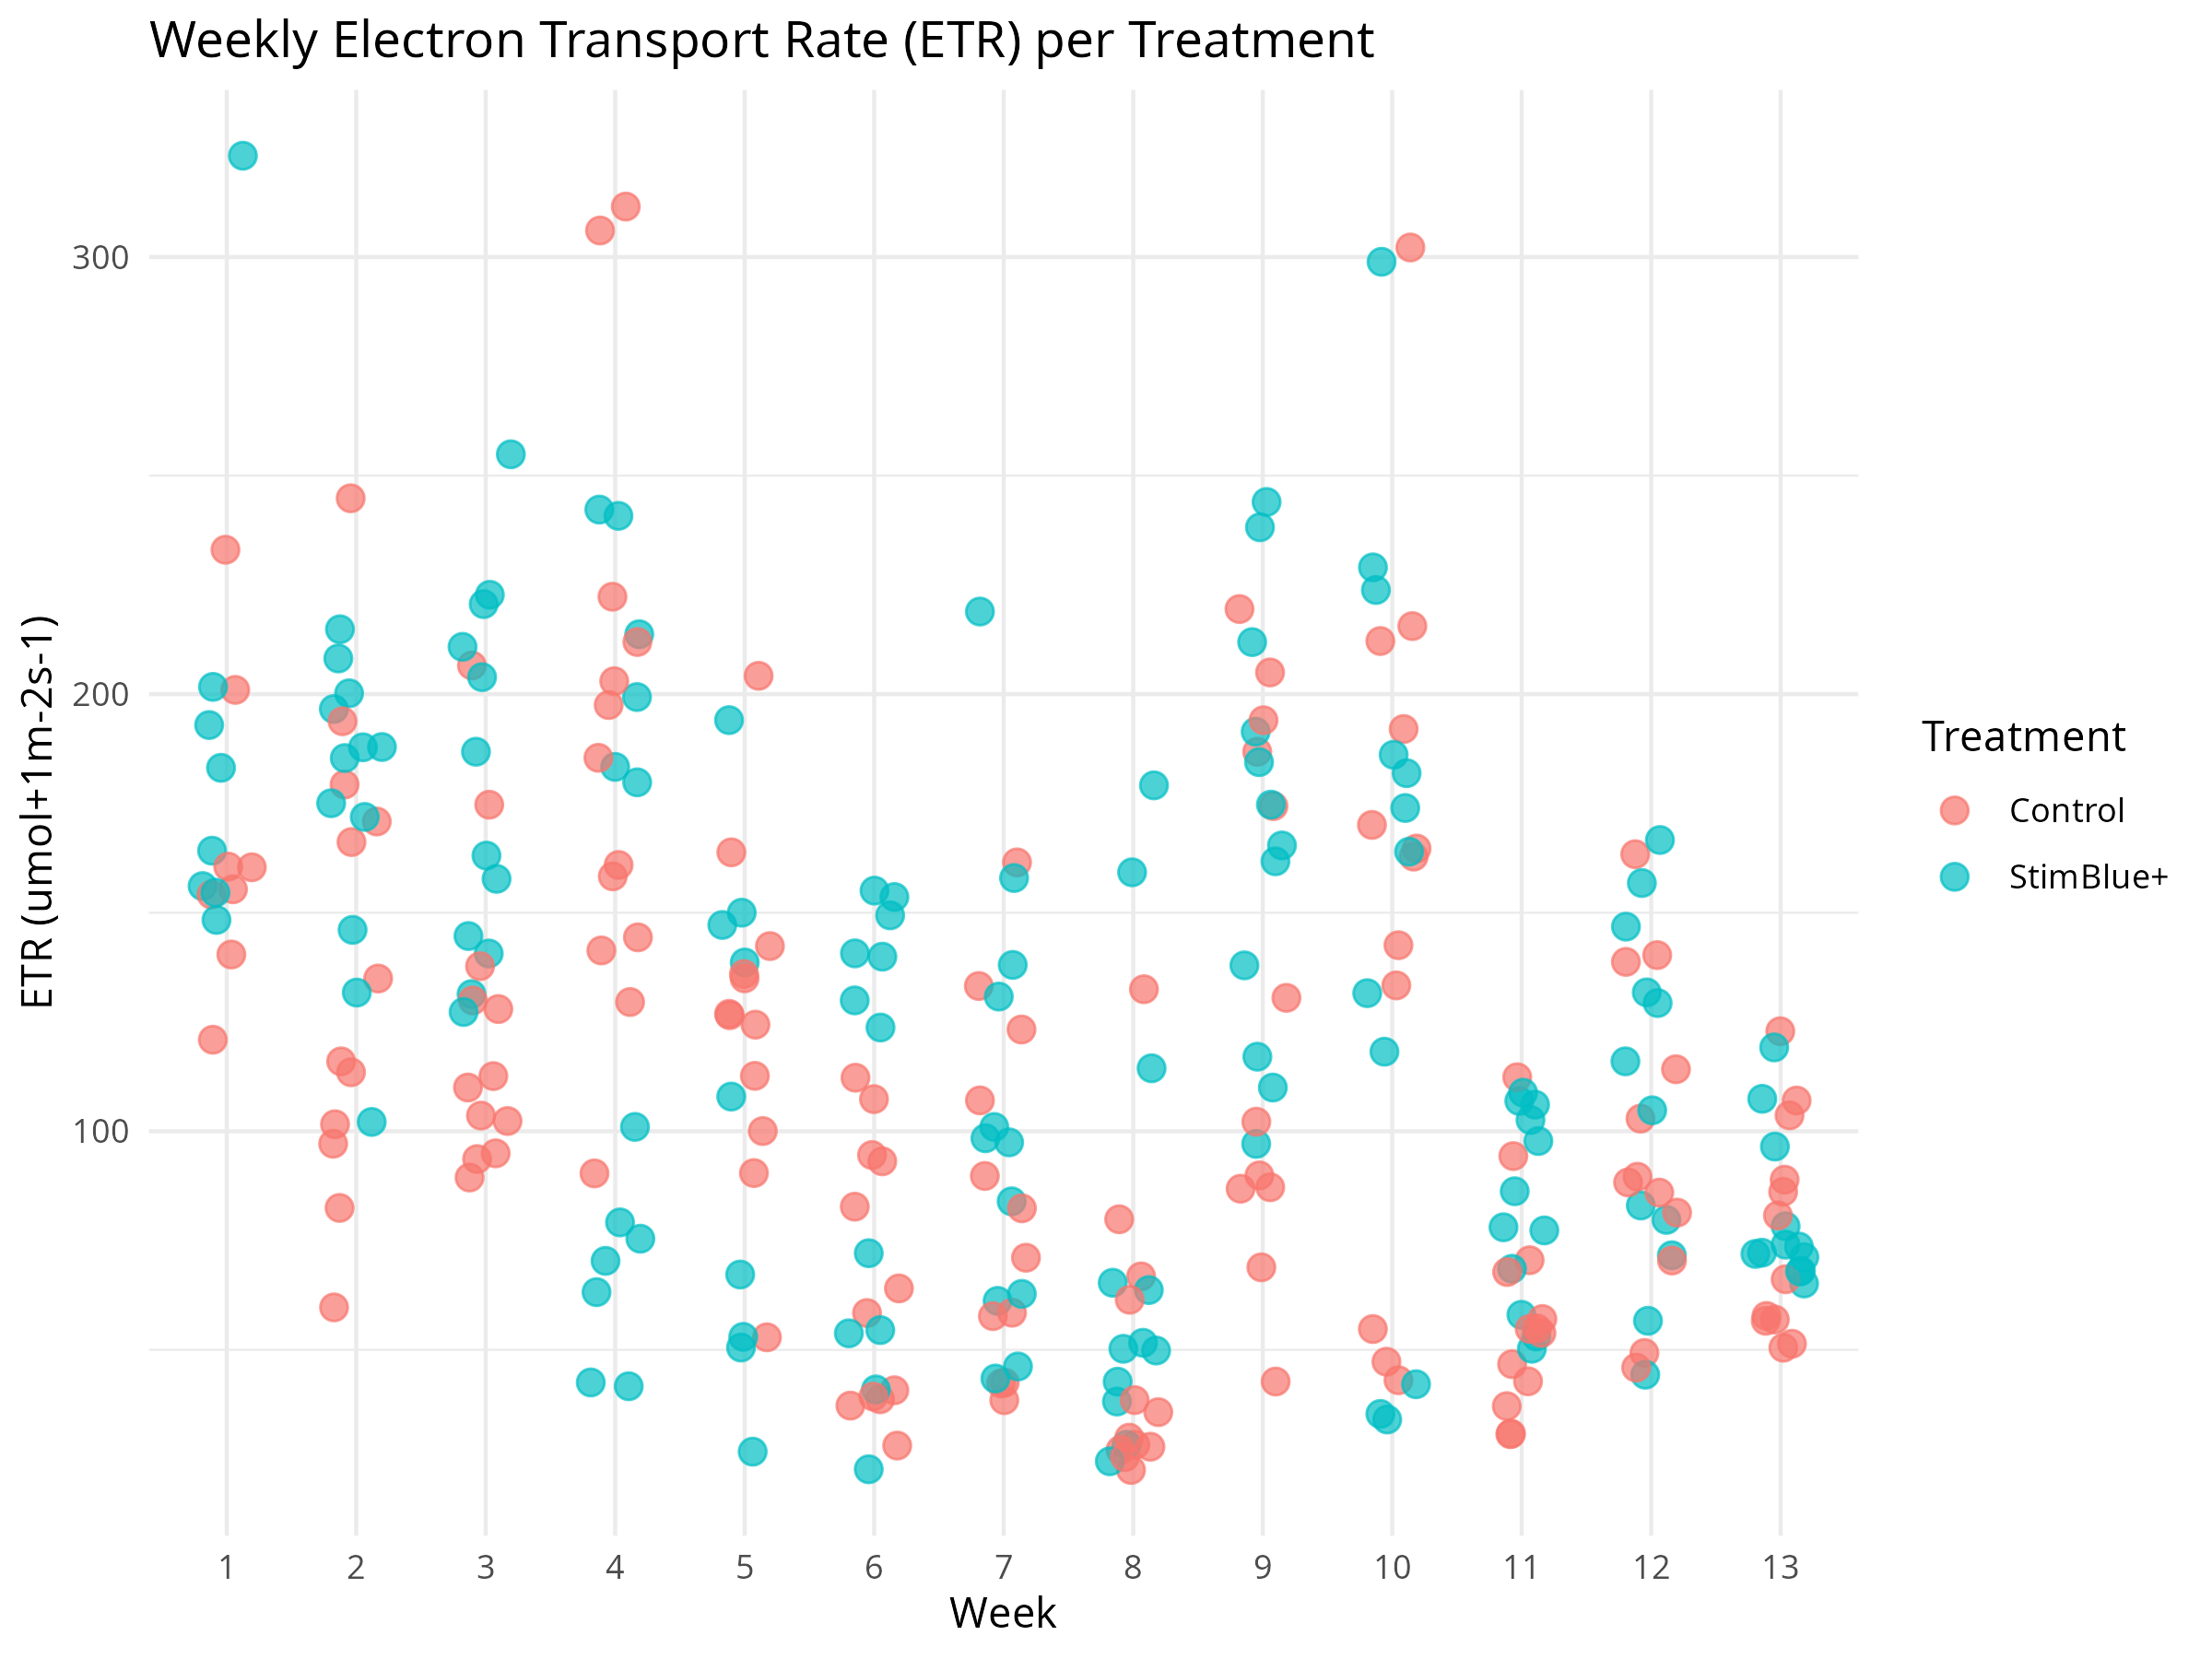 Weekly Electron Transport Rate (ETR) per Treatment
ETR (umol+1m-2s-1)
300
200
100
1 2 3 4 5 6 7 8 9 10 11 12 13
Week
Treatment
Control
StimBlue+